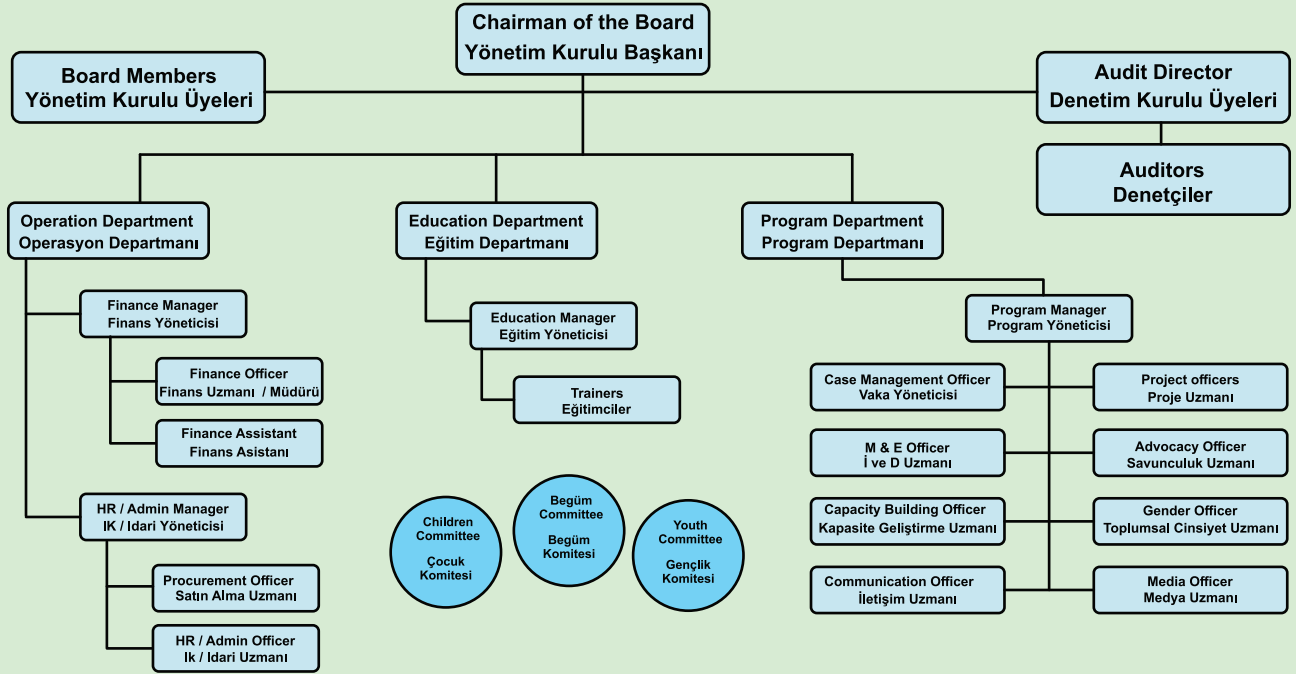 Chairman of the Board
Yönetim Kurulu Başkanı
Board Members
Yönetim Kurulu Üyeleri
Audit Director
Denetim Kurulu Üyeleri
Auditors
Denetçiler
Operation Department
Operasyon Departmanı
Education Department
Eğitim Departmanı
Program Department
Program Departmanı
Finance Manager
Finans Yöneticisi
Finance Officer
Finans Uzmanı / Müdürü
Finance Assistant
Finans Asistanı
HR / Admin Manager
IK / Idari Yöneticisi
Procurement Officer
Satın Alma Uzmanı
HR / Admin Officer
Ik / Idari Uzmanı
Education Manager
Eğitim Yöneticisi
Trainers
Eğitimciler
Children
Committee
Çocuk
Komitesi
Begüm
Committee
Begüm
Komitesi
Youth
Committee
Gençlik
Komitesi
Program Manager
Program Yöneticisi
Case Management Officer
Vaka Yöneticisi
Project officers
Proje Uzmanı
M & E Officer
İ ve D Uzmanı
Advocacy Officer
Savunculuk Uzmanı
Capacity Building Officer
Kapasite Geliştirme Uzmanı
Gender Officer
Toplumsal Cinsiyet Uzmanı
Communication Officer
İletişim Uzmanı
Media Officer
Medya Uzmanı